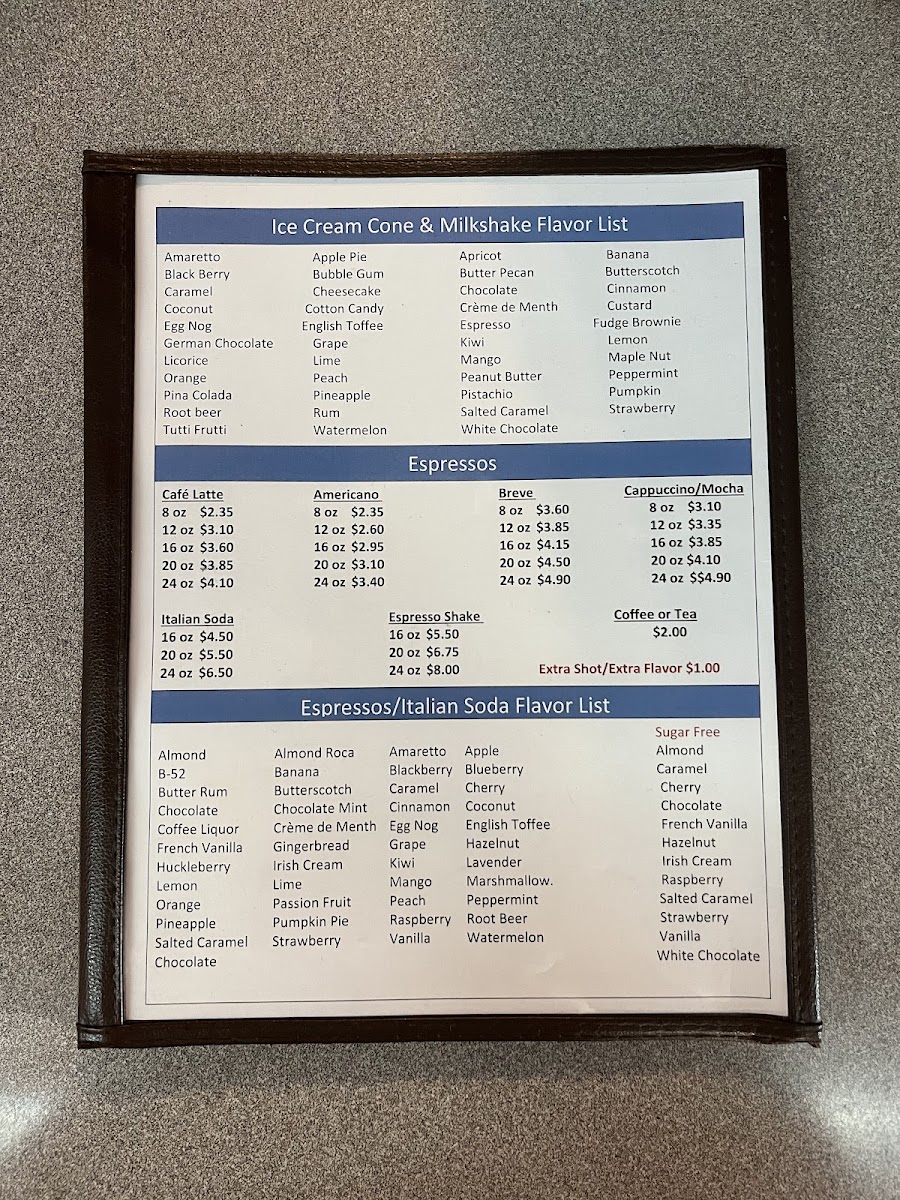 Ice Cream Cone & Milkshake Flavor List
Amaretto Apple Pie Apricot Banana
Black Berry Bubble Gum Butter Pecan Butterscotch
Caramel Cheesecake Chocolate Cinnamon
Coconut Cotton Candy Crème de Menth Custard
Egg Nog English Toffee Espresso Fudge Brownie
German Chocolate Grape Kiwi Lemon
Licorice Lime Mango Maple Nut
Orange Peach Peanut Butter Peppermint
Pina Colada Pineapple Pistachio Pumpkin
Root beer Rum Salted Caramel Strawberry
Tutti Frutti Watermelon White Chocolate
Espressos
Café Latte Americano Breve Cappuccino/Mocha
8 oz $2.35 8 oz $2.35 8 oz $3.60 8 oz $3.10
12 oz $3.10 12 oz $2.60 12 oz $3.85 12 oz $3.35
16 oz $3.60 16 oz $2.95 16 oz $4.15 16 oz $3.85
20 oz $3.85 20 oz $3.10 20 oz $4.50 20 oz $4.10
24 oz $4.10 24 oz $3.40 24 oz $4.90 24 oz $$4.90
Italian Soda Espresso Shake Coffee or Tea
16 oz $4.50 16 oz $5.50 $2.00
20 oz $5.50 20 oz $6.75
24 oz $6.50 24 oz $8.00 Extra Shot/Extra Flavor $1.00
Espressos/Italian Soda Flavor List
Sugar Free
Almond Almond Roca Amaretto Apple Almond
B-52 Banana Blackberry Blueberry Caramel
Butter Rum Butterscotch Caramel Cherry Cherry
Chocolate Chocolate Mint Cinnamon Coconut Chocolate
Coffee Liquor Crème de Menth Egg Nog English Toffee French Vanilla
French Vanilla Gingerbread Grape Hazelnut Hazelnut
Huckleberry Irish Cream Kiwi Lavender Irish Cream
Lemon Lime Mango Marshmallow. Raspberry
Orange Passion Fruit Peach Peppermint Salted Caramel
Pineapple Pumpkin Pie Raspberry Root Beer Strawberry
Salted Caramel Strawberry Vanilla Watermelon Vanilla
Chocolate White Chocolate